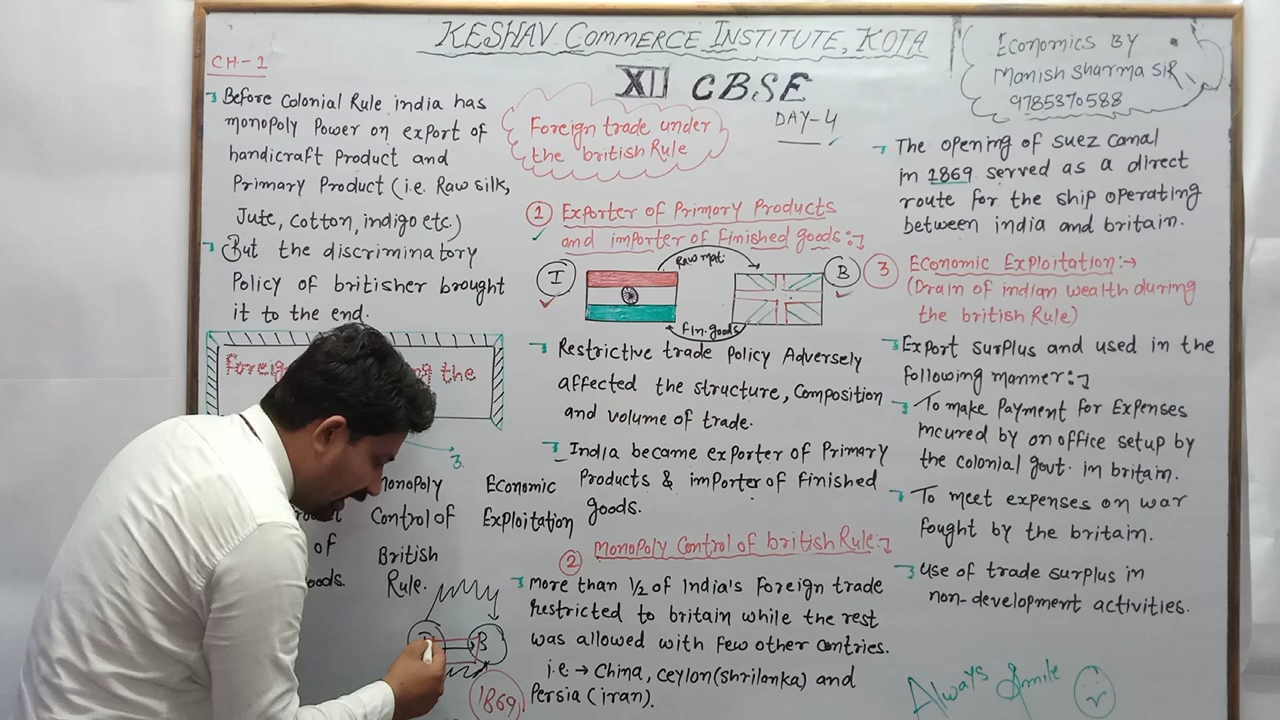 KESHAV COMMERCE INSTITUTE, KOTA
XII CBSE
DAY-4
Economics BY
Manish Sharma SIR
9785370588
CH-1
Before Colonial Rule india has
monopoly Power on export of
handicraft Product and
Primary Product (i.e. Raw silk,
Jute, Cotton, indigo etc.)
But the discriminatory
Policy of britisher brought
it to the end.
the
3.
monopoly
Control of
British
Rule.
Economic
Exploitation
of
oods.
B
1869
Foreign trade under
the british Rule
1 Exporter of Primary Products
and importer of Finished goods:-
I
Raw mat.
B
Fin. goods
Restrictive trade Policy Adversely
affected the structure, Composition
and volume of trade.
India became exporter of Primary
Products & importer of Finished
goods.
2 Monopoly Control of british Rule:-
More than 1/2 of India's Foreign trade
Restricted to britain while the rest
was allowed with Few other contries.
i.e → China, ceylon(shrilanka) and
Persia (iran).
The opening of suez canal
in 1869 served as a direct
route for the ship operating
between india and britain.
3 Economic Exploitation:→
(Drain of indian wealth during
the british Rule)
Export surplus and used in the
Following manner:-
To make Payment for Expenses
incured by an office setup by
the colonial govt. in britain.
To meet expenses on war
Fought by the britain.
Use of trade surplus in
non-development activities.
Always Smile